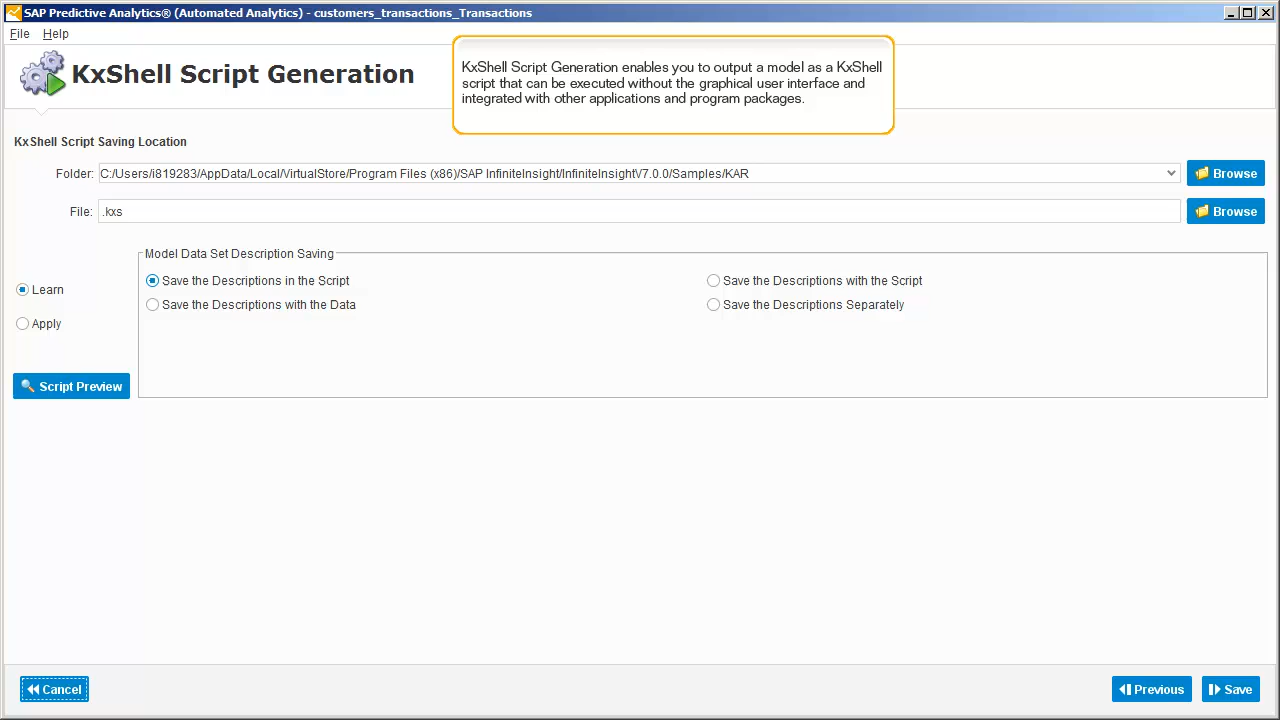 SAP Predictive Analytics® (Automated Analytics) - customers_transactions_Transactions
File Help
KxShell Script Generation
KxShell Script Generation enables you to output a model as a KxShell
script that can be executed without the graphical user interface and
integrated with other applications and program packages.
KxShell Script Saving Location
Folder: C:/Users/i819283/AppData/Local/VirtualStore/Program Files (x86)/SAP InfiniteInsight/InfiniteInsightV7.0.0/Samples/KAR Browse
File: .kxs Browse
Model Data Set Description Saving
Learn
Save the Descriptions in the Script Save the Descriptions with the Script
Save the Descriptions with the Data Save the Descriptions Separately
Apply
Script Preview
Cancel Previous Save